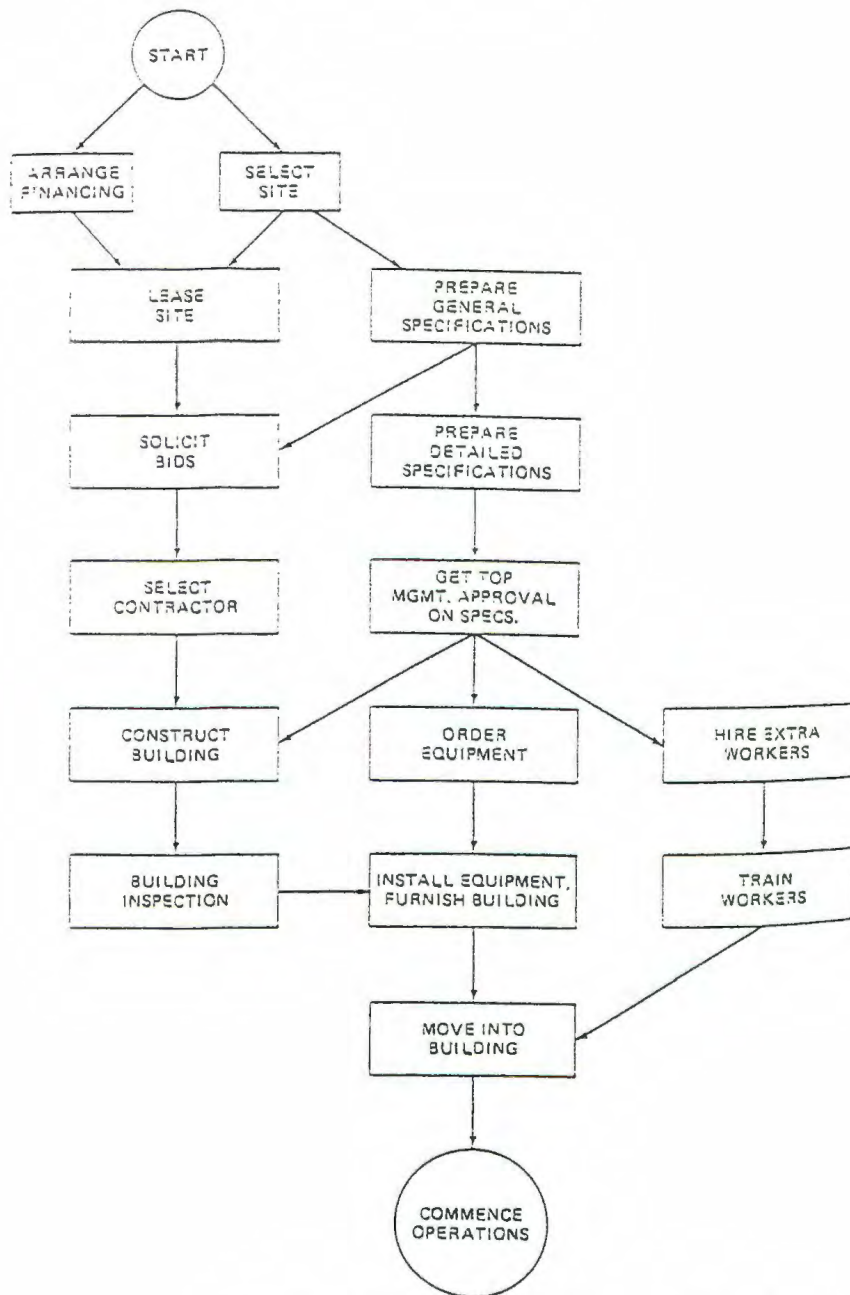 START
ARRANGE
FINANCING
SELECT
SITE
LEASE
SITE
PREPARE
GENERAL
SPECIFICATIONS
SOLICIT
BIDS
PREPARE
DETAILED
SPECIFICATIONS
SELECT
CONTRACTOR
GET TOP
MGMT. APPROVAL
ON SPECS.
CONSTRUCT
BUILDING
ORDER
EQUIPMENT
HIRE EXTRA
WORKERS
BUILDING
INSPECTION
INSTALL EQUIPMENT,
FURNISH BUILDING
TRAIN
WORKERS
MOVE INTO
BUILDING
COMMENCE
OPERATIONS